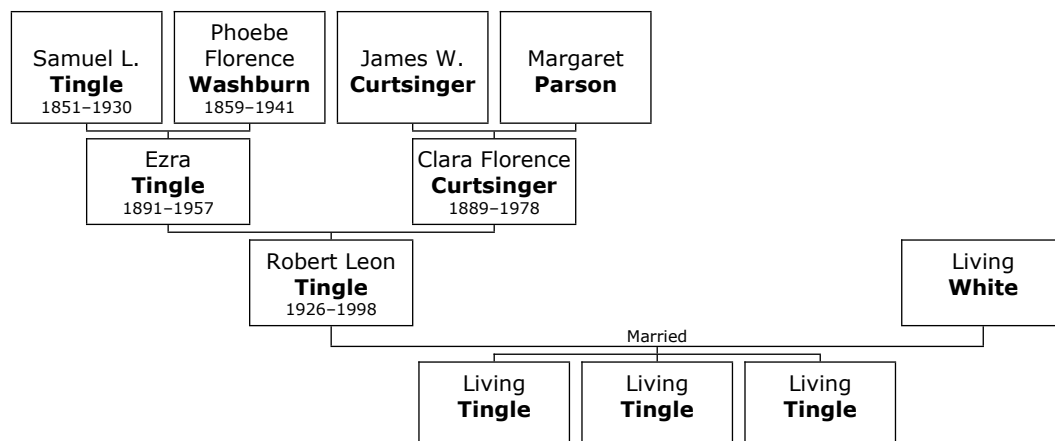 Samuel L.
Tingle
1851–1930
Phoebe
Florence
Washburn
1859–1941
James W.
Curtsinger
Margaret
Parson
Ezra
Tingle
1891–1957
Clara Florence
Curtsinger
1889–1978
Robert Leon
Tingle
1926–1998
Living
White
Married
Living
Tingle
Living
Tingle
Living
Tingle